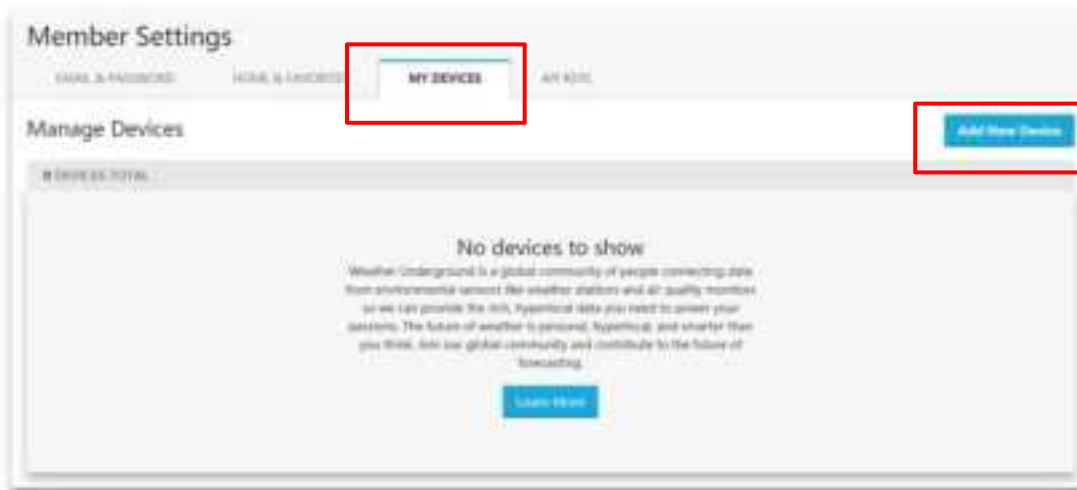 Member Settings
EMAIL & PASSWORD HOME & FAVORITES MY DEVICES API KEYS
Manage Devices
Add New Device
0 DEVICES TOTAL
No devices to show
Weather Underground is a global community of people connecting data
from environmental sensors like weather stations and air quality monitors
so we can provide the rich, hyperlocal data you need to power your
passions. The future of weather is personal, hyperlocal, and smarter than
you think. Join our global community and contribute to the future of
forecasting.
Learn More